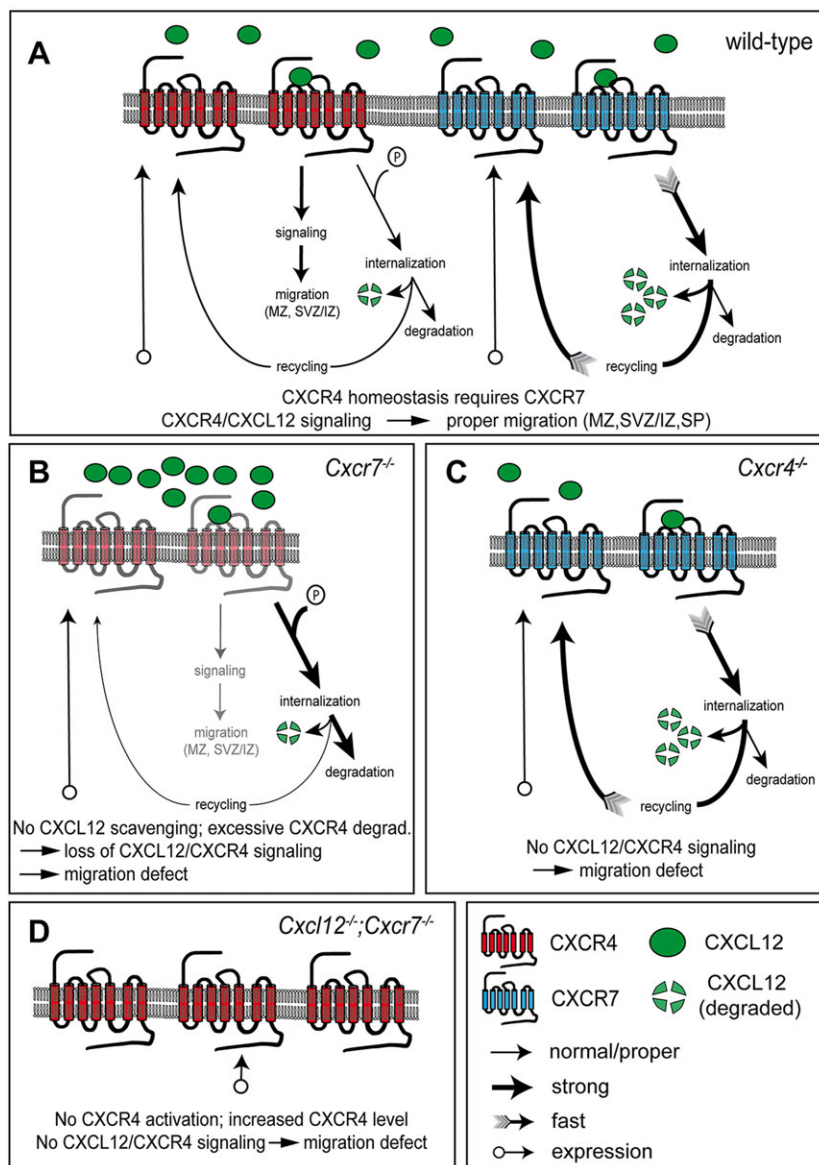 A
wild-type
P
signaling
internalization
internalization
migration
(MZ, SVZ/IZ)
degradation
degradation
recycling
recycling
CXCR4 homeostasis requires CXCR7
CXCR4/CXCL12 signaling → proper migration (MZ,SVZ/IZ,SP)
B
Cxcr7-/-
P
signaling
internalization
migration
(MZ, SVZ/IZ)
degradation
recycling
No CXCL12 scavenging; excessive CXCR4 degrad.
→ loss of CXCL12/CXCR4 signaling
→ migration defect
C
Cxcr4-/-
internalization
degradation
recycling
No CXCL12/CXCR4 signaling
→ migration defect
D
Cxcl12-/-;Cxcr7-/-
No CXCR4 activation; increased CXCR4 level
No CXCL12/CXCR4 signaling → migration defect
CXCR4
CXCL12
CXCR7
CXCL12
(degraded)
normal/proper
strong
fast
expression